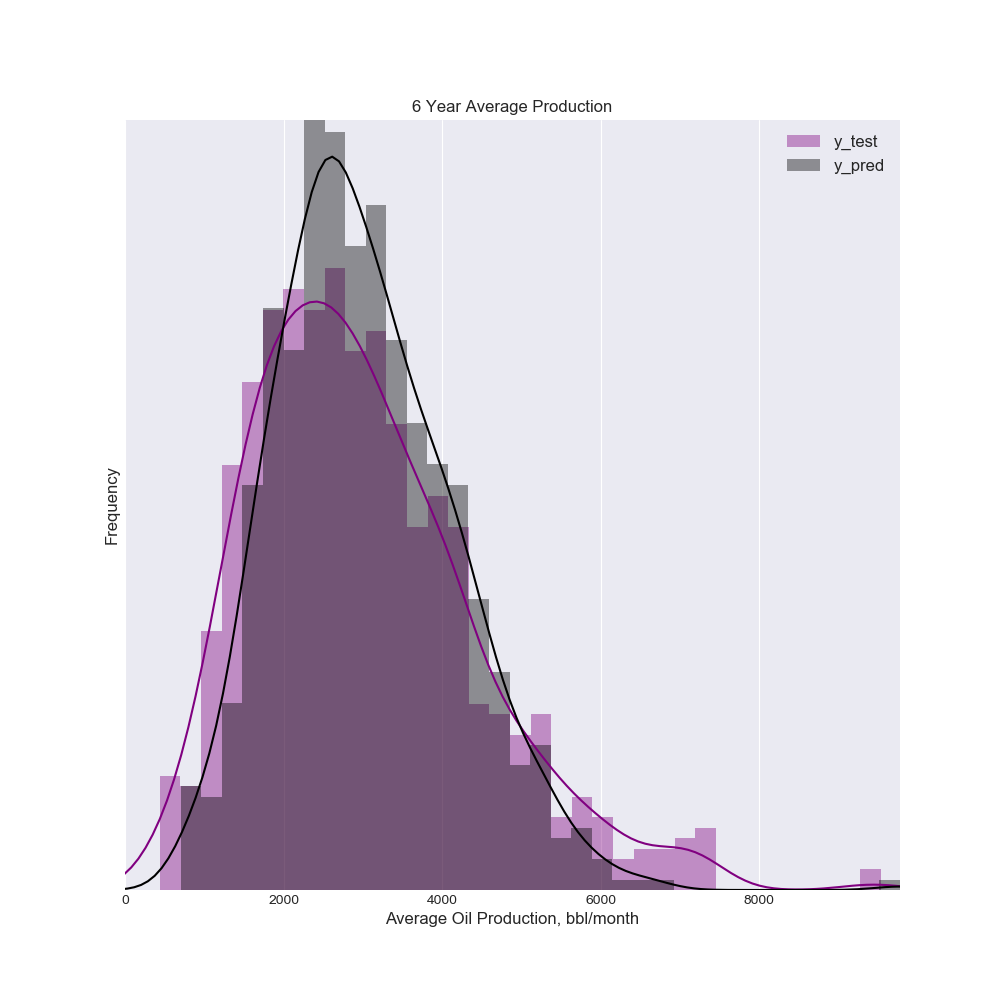 6 Year Average Production
y_test
y_pred
Frequency
0 2000 4000 6000 8000
Average Oil Production, bbl/month